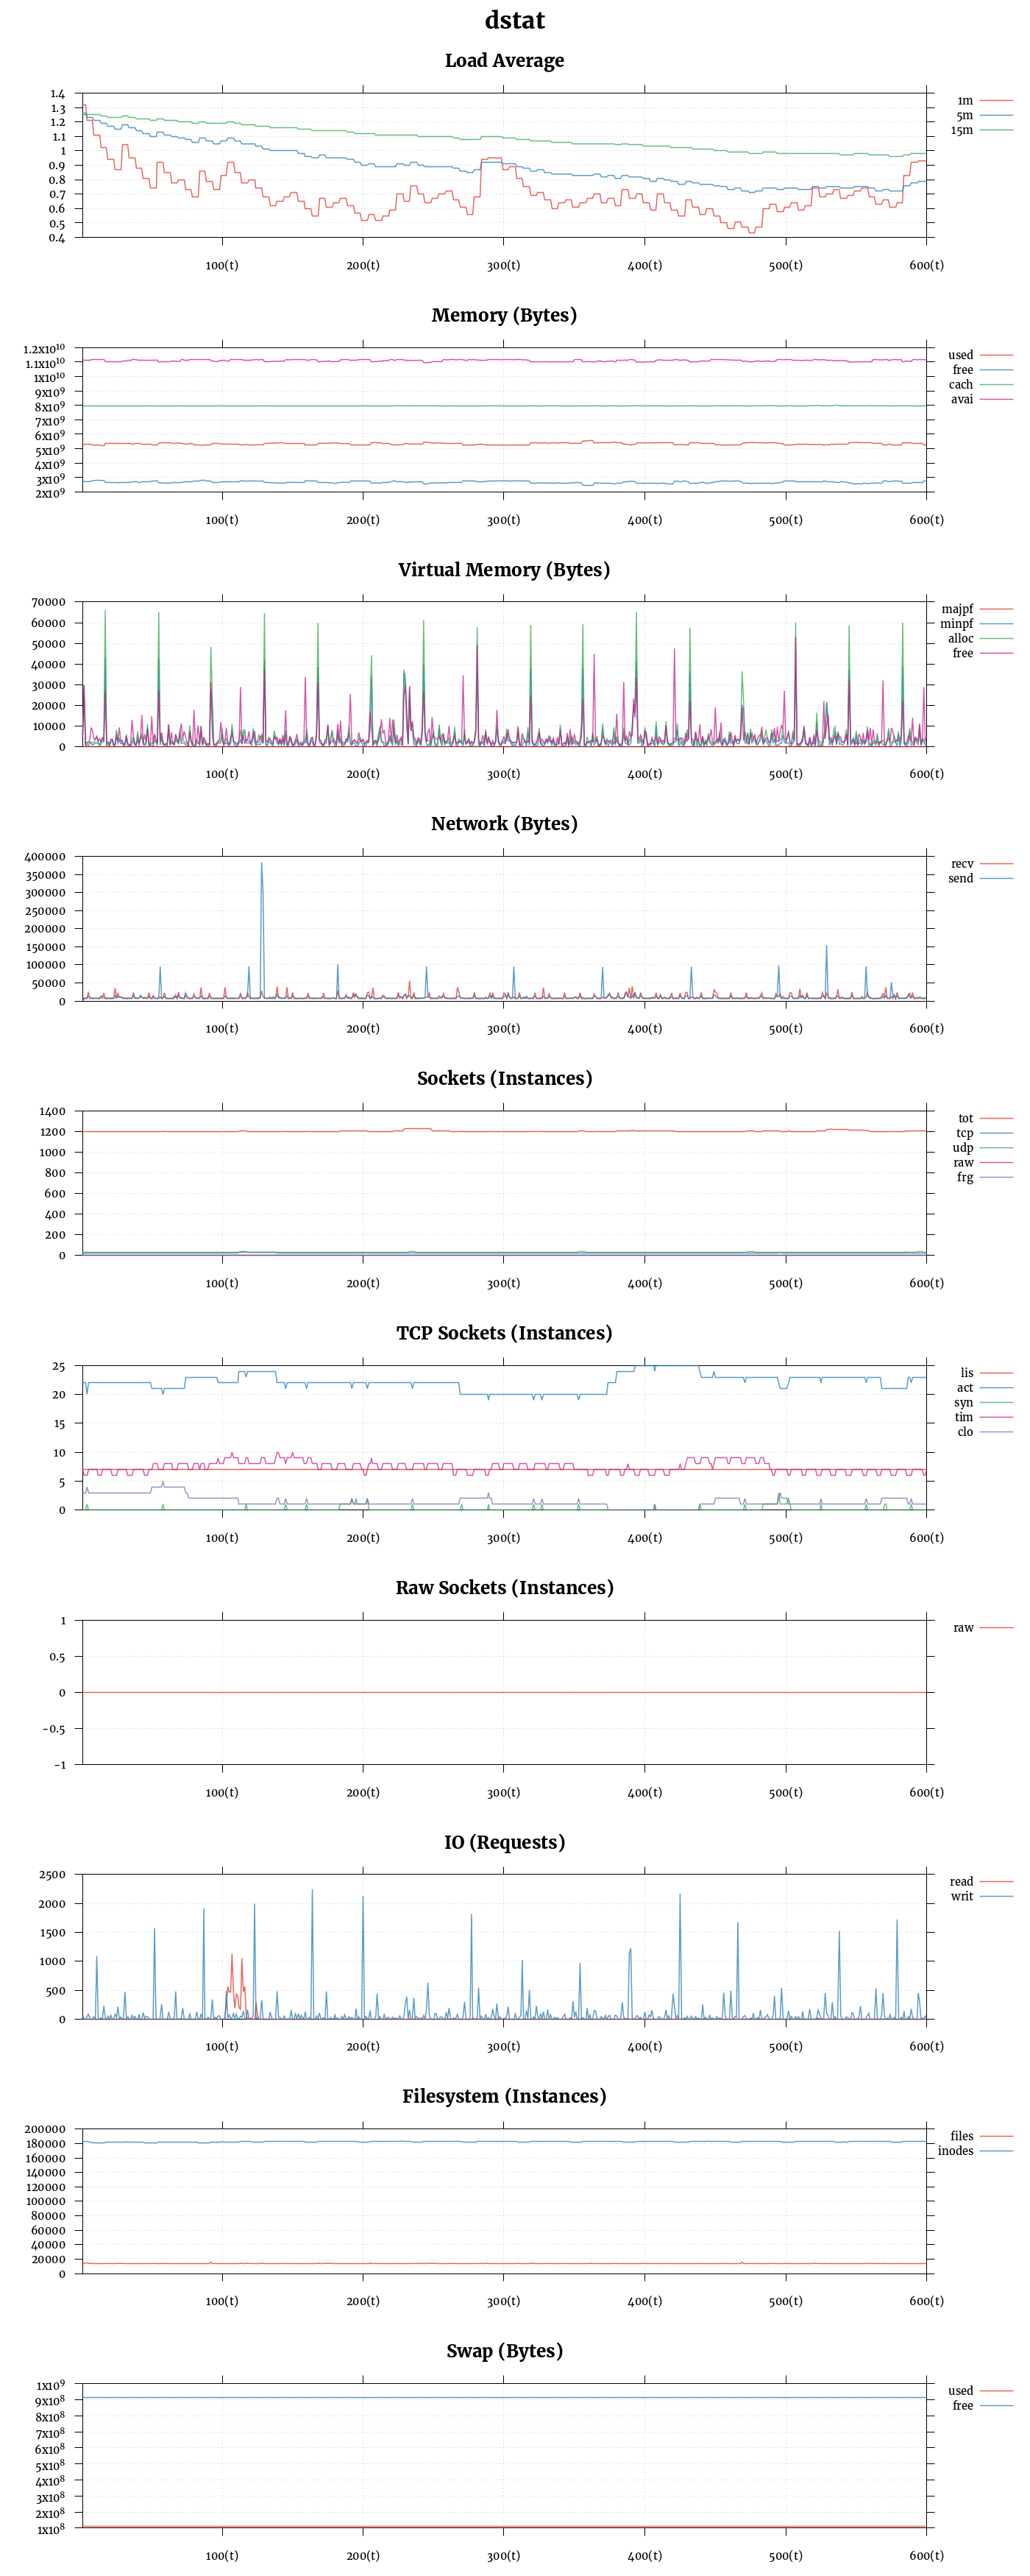 dstat
Load Average
1.4
1.3
1.2
1.1
1
0.9
0.8
0.7
0.6
0.5
0.4
100(t) 200(t) 300(t) 400(t) 500(t) 600(t)
1m
5m
15m
Memory (Bytes)
1.2x10¹⁰
1.1x10¹⁰
1x10¹⁰
9x10⁹
8x10⁹
7x10⁹
6x10⁹
5x10⁹
4x10⁹
3x10⁹
2x10⁹
100(t) 200(t) 300(t) 400(t) 500(t) 600(t)
used
free
cach
avai
Virtual Memory (Bytes)
70000
60000
50000
40000
30000
20000
10000
0
100(t) 200(t) 300(t) 400(t) 500(t) 600(t)
majpf
minpf
alloc
free
Network (Bytes)
400000
350000
300000
250000
200000
150000
100000
50000
0
100(t) 200(t) 300(t) 400(t) 500(t) 600(t)
recv
send
Sockets (Instances)
1400
1200
1000
800
600
400
200
0
100(t) 200(t) 300(t) 400(t) 500(t) 600(t)
tot
tcp
udp
raw
frg
TCP Sockets (Instances)
25
20
15
10
5
0
100(t) 200(t) 300(t) 400(t) 500(t) 600(t)
lis
act
syn
tim
clo
Raw Sockets (Instances)
1
0.5
0
-0.5
-1
100(t) 200(t) 300(t) 400(t) 500(t) 600(t)
raw
IO (Requests)
2500
2000
1500
1000
500
0
100(t) 200(t) 300(t) 400(t) 500(t) 600(t)
read
writ
Filesystem (Instances)
200000
180000
160000
140000
120000
100000
80000
60000
40000
20000
0
100(t) 200(t) 300(t) 400(t) 500(t) 600(t)
files
inodes
Swap (Bytes)
1x10⁹
9x10⁸
8x10⁸
7x10⁸
6x10⁸
5x10⁸
4x10⁸
3x10⁸
2x10⁸
1x10⁸
100(t) 200(t) 300(t) 400(t) 500(t) 600(t)
used
free